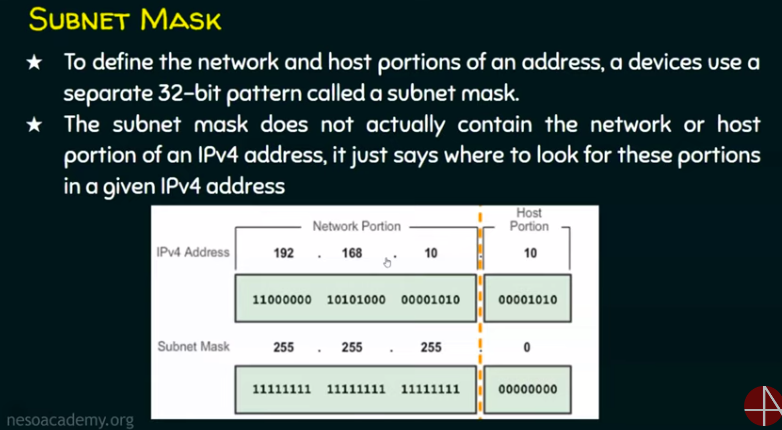 SUBNET MASK
★ To define the network and host portions of an address, a devices use a
separate 32-bit pattern called a subnet mask.
★ The subnet mask does not actually contain the network or host
portion of an IPv4 address, it just says where to look for these portions
in a given IPv4 address
Network Portion Host Portion
IPv4 Address 192 . 168 . 10 . 10
11000000 10101000 00001010 00001010
Subnet Mask 255 . 255 . 255 . 0
11111111 11111111 11111111 00000000
nesoacademy.org